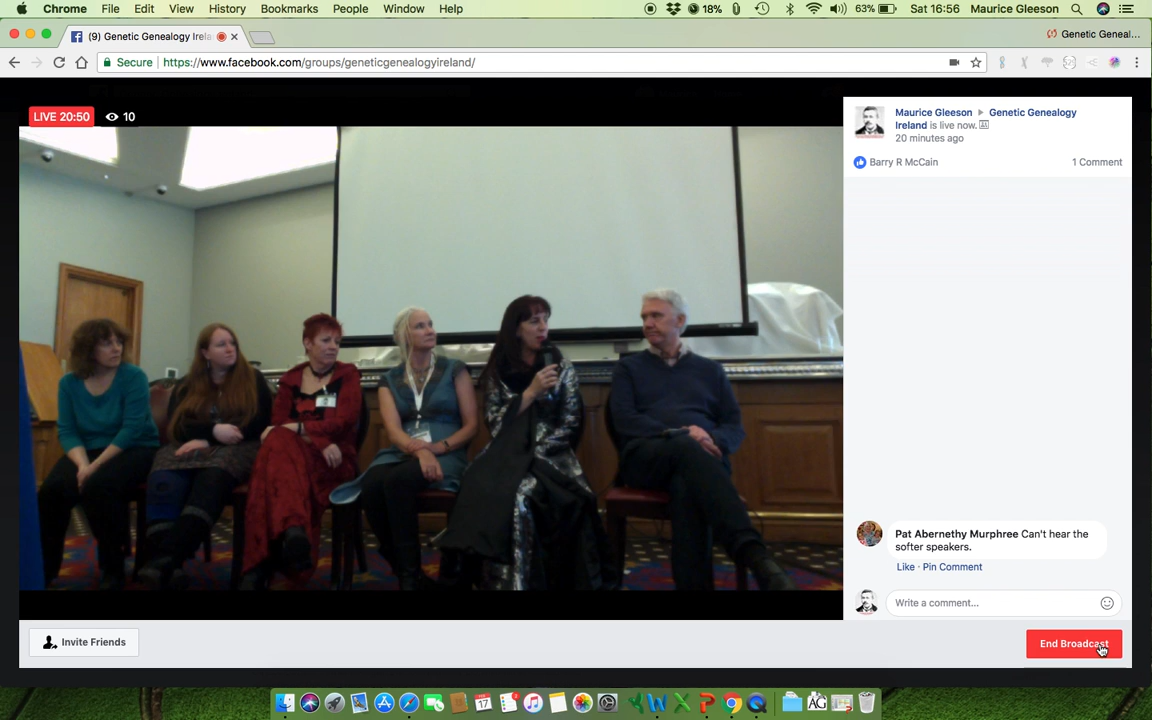 Chrome File Edit View History Bookmarks People Window Help 18% 63% Sat 16:56 Maurice Gleeson
(9) Genetic Genealogy Irela
Genetic Geneal...
Secure https://www.facebook.com/groups/geneticgenealogyireland/
LIVE 20:50 10
Maurice Gleeson Genetic Genealogy
Ireland is live now.
20 minutes ago
Barry R McCain 1 Comment
Pat Abernethy Murphree Can't hear the
softer speakers.
Like · Pin Comment
Write a comment...
Invite Friends
End Broadcast
17